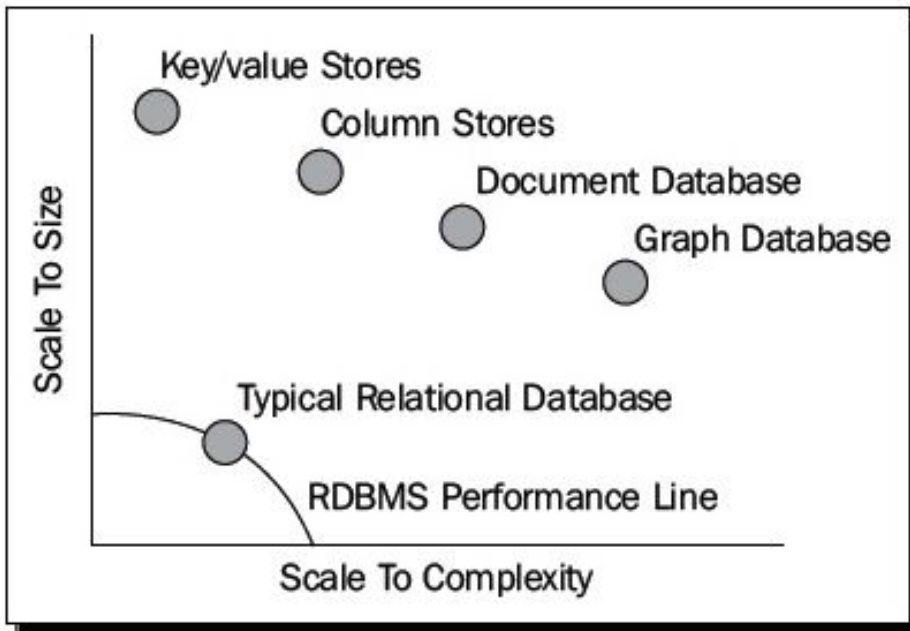 Key/value Stores
Column Stores
Document Database
Graph Database
Scale To Size
Typical Relational Database
RDBMS Performance Line
Scale To Complexity